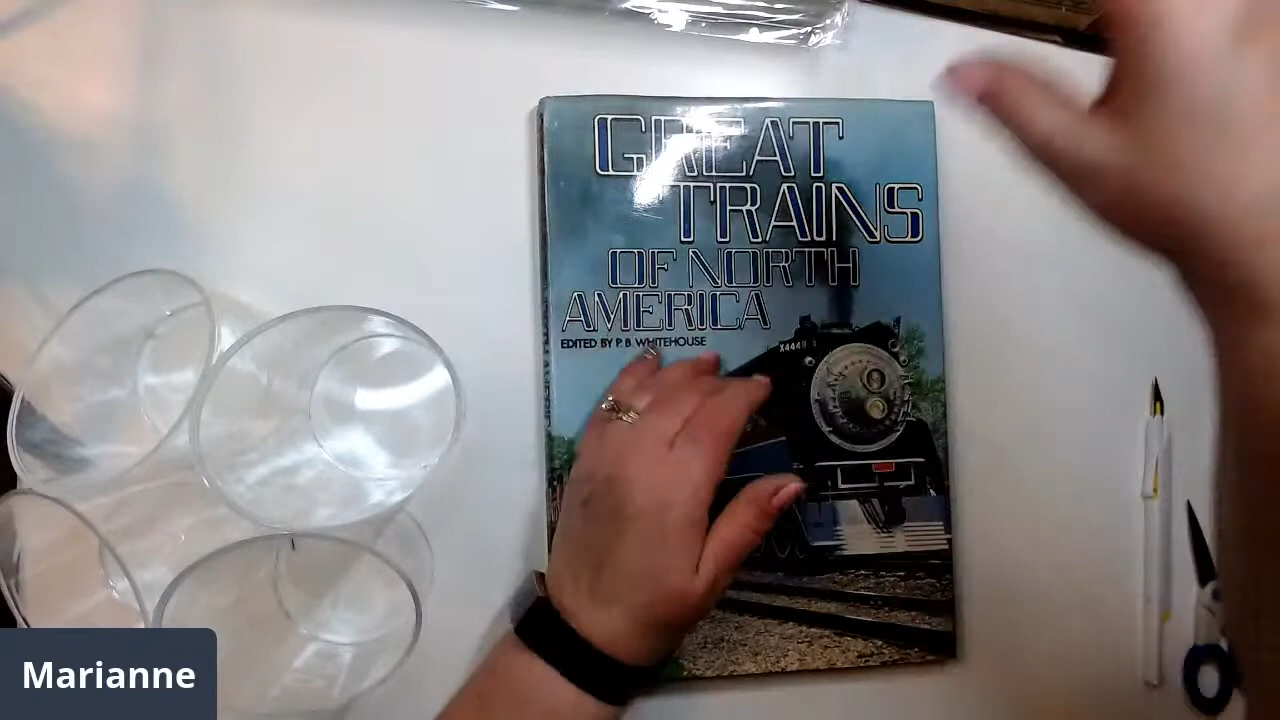 GREAT
TRAINS
OF NORTH
AMERICA
EDITED BY P. B. WHITEHOUSE
X4449
Marianne